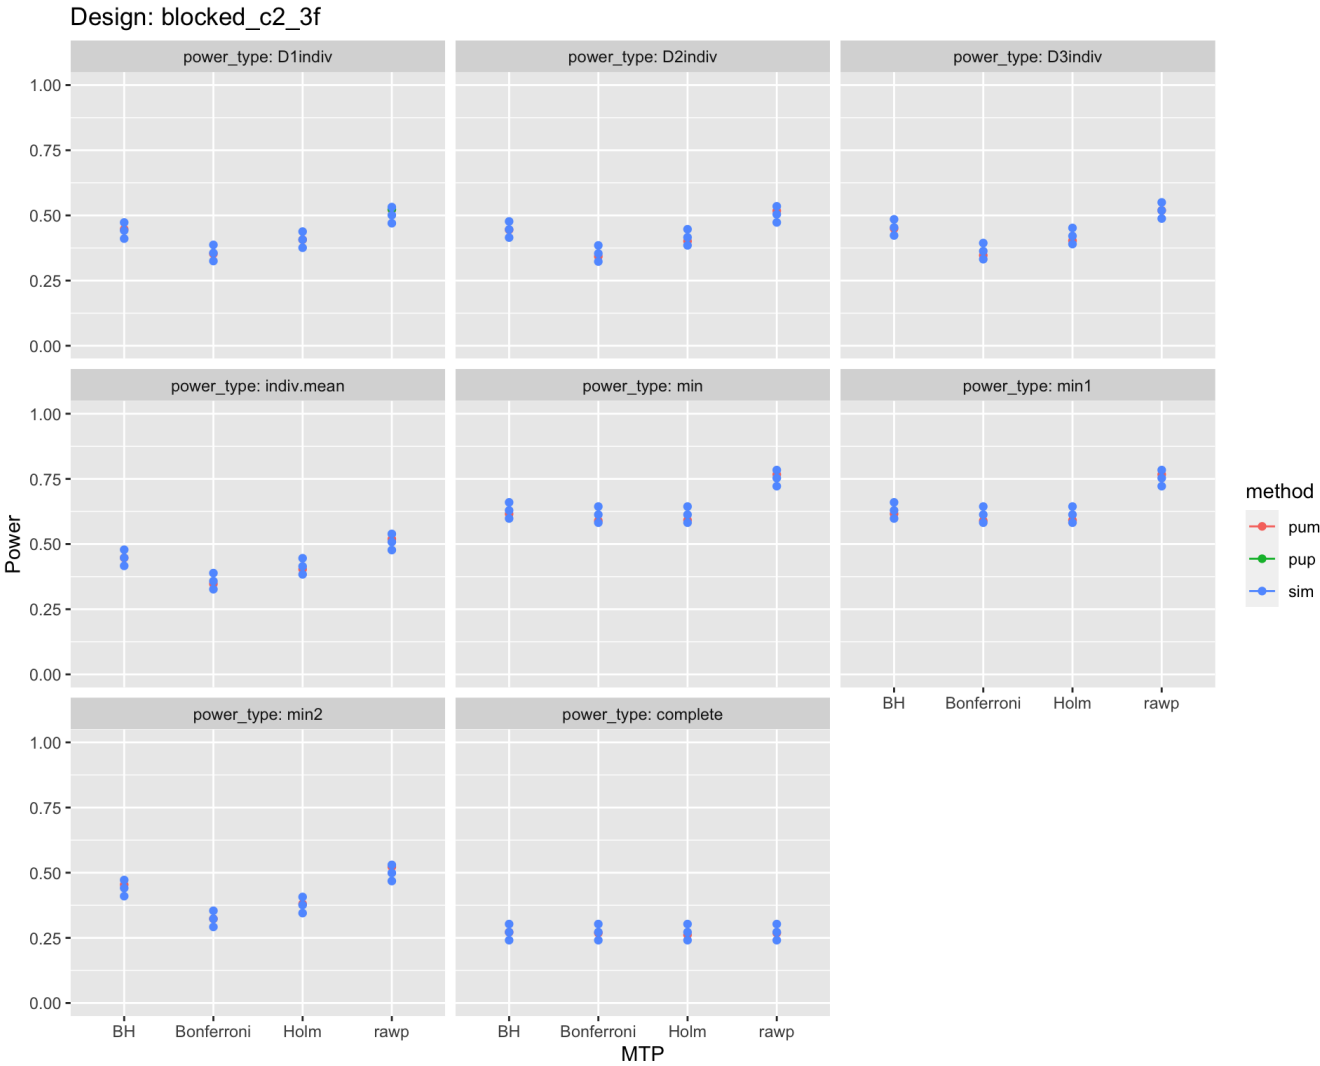 Design: blocked_c2_3f
power_type: D1indiv
power_type: D2indiv
power_type: D3indiv
1.00
0.75
0.50
0.25
0.00
power_type: indiv.mean
power_type: min
power_type: min1
1.00
0.75
0.50
0.25
0.00
BH
Bonferroni
Holm
rawp
power_type: min2
power_type: complete
1.00
0.75
0.50
0.25
0.00
BH
Bonferroni
Holm
rawp
BH
Bonferroni
Holm
rawp
MTP
Power
method
pum
pup
sim